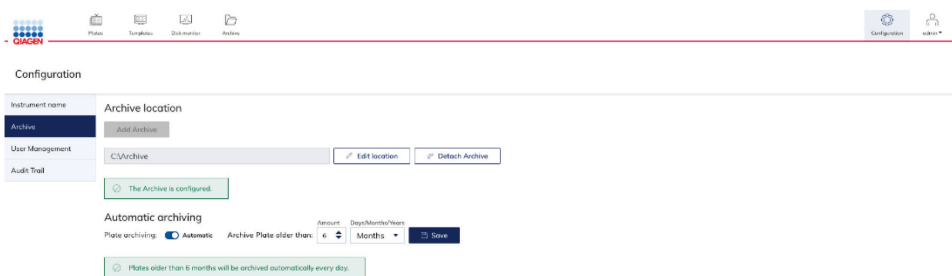 QIAGEN
Plates Templates Disk monitor Archive Configuration admin
Configuration
Instrument name
Archive
User Management
Audit Trail
Archive location
Add Archive
C:\Archive Edit location Detach Archive
The Archive is configured.
Automatic archiving
Amount Days/Months/Years
Plate archiving: Automatic Archive Plate older than: 6 Months Save
Plates older than 6 months will be archived automatically every day.